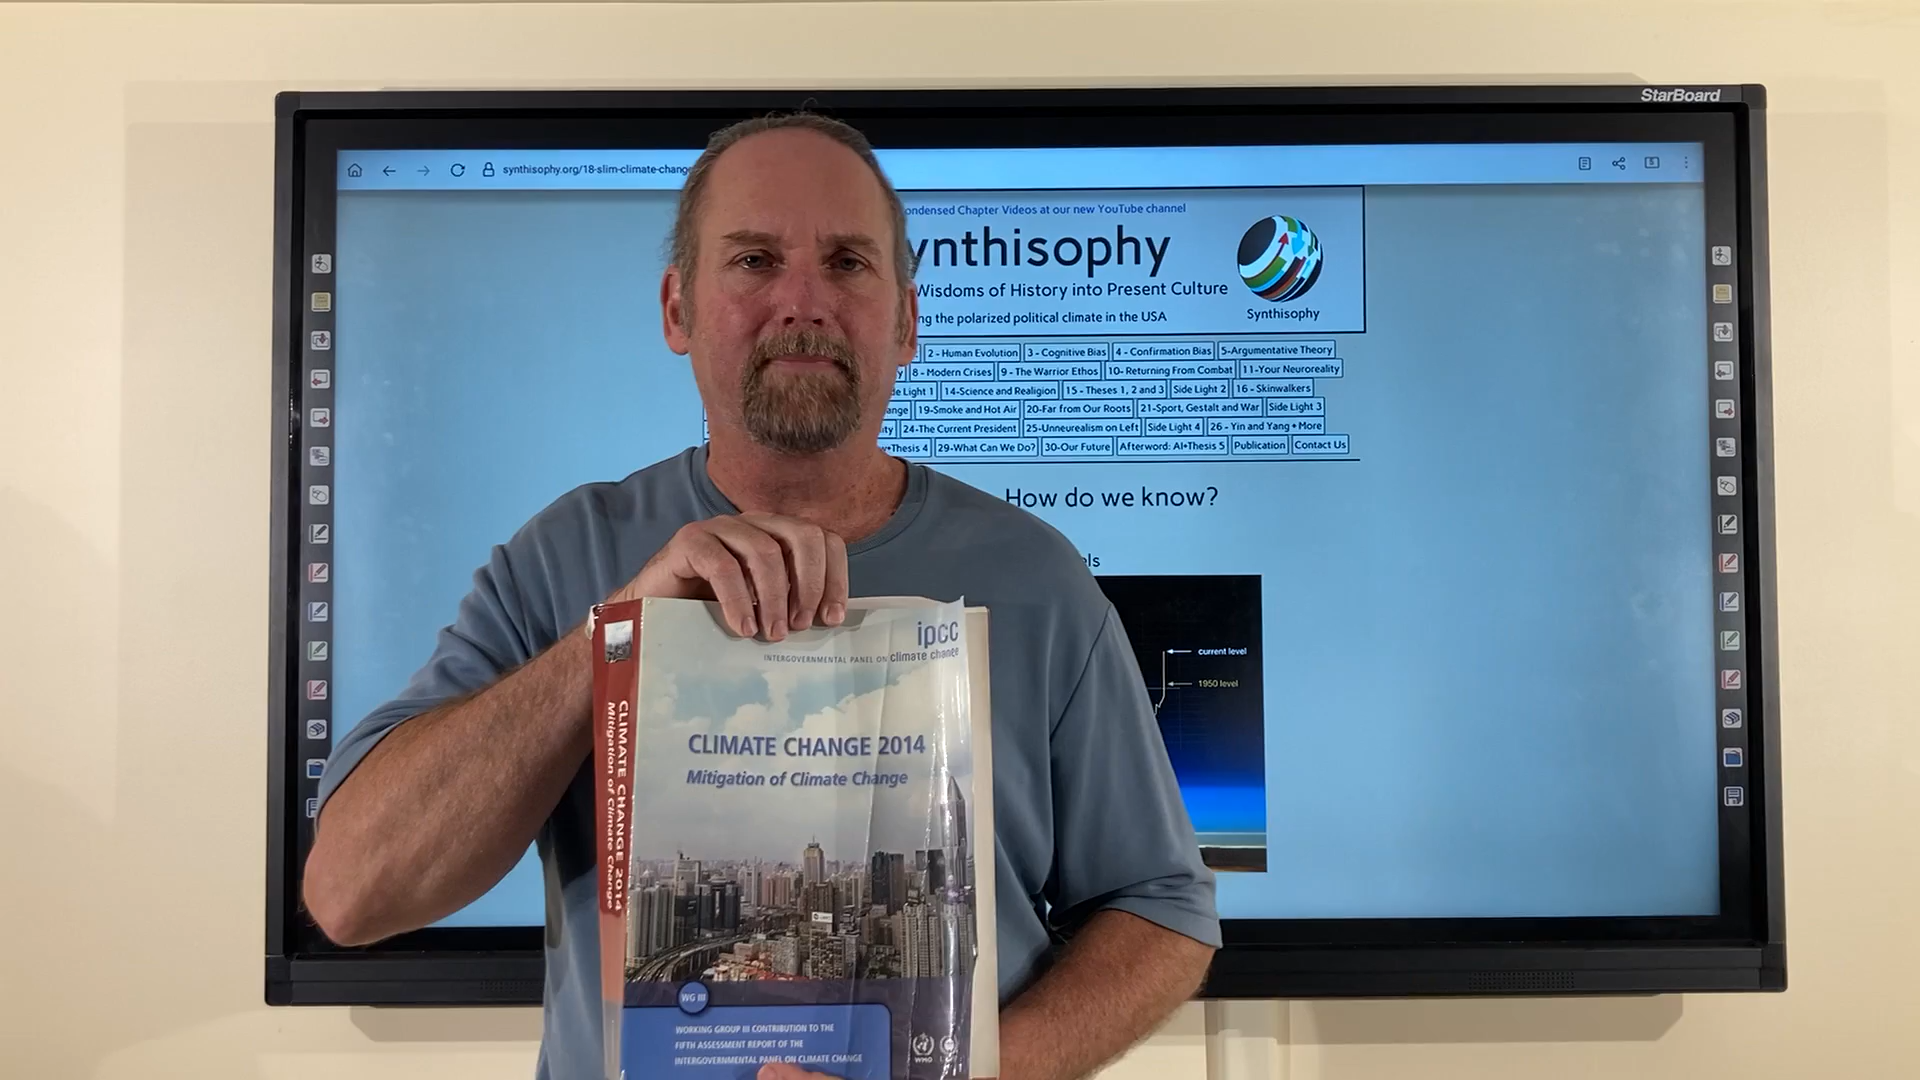 StarBoard
synthisophy.org/18-slim-climate-chang
ondensed Chapter Videos at our new YouTube channel
ynthisophy
Wisdoms of History into Present Culture
ng the polarized political climate in the USA
Synthisophy
2 - Human Evolution 3 - Cognitive Bias 4 - Confirmation Bias 5-Argumentative Theory
y 8 - Modern Crises 9 - The Warrior Ethos 10- Returning From Combat 11-Your Neuroreality
de Light 1 14-Science and Realigion 15 - Theses 1, 2 and 3 Side Light 2 16 - Skinwalkers
ange 19-Smoke and Hot Air 20-Far from Our Roots 21-Sport, Gestalt and War Side Light 3
ity 24-The Current President 25-Unneurealism on Left Side Light 4 26 - Yin and Yang + More
w+Thesis 4 29-What Can We Do? 30-Our Future Afterword: AI+Thesis 5 Publication Contact Us
How do we know?
els
current level
1950 level
ipcc
INTERGOVERNMENTAL PANEL ON climate change
CLIMATE CHANGE 2014
Mitigation of Climate Change
CLIMATE CHANGE 2014
Mitigation of Climate Change
WG III
WORKING GROUP III CONTRIBUTION TO THE
FIFTH ASSESSMENT REPORT OF THE
INTERGOVERNMENTAL PANEL ON CLIMATE CHANGE
WMO